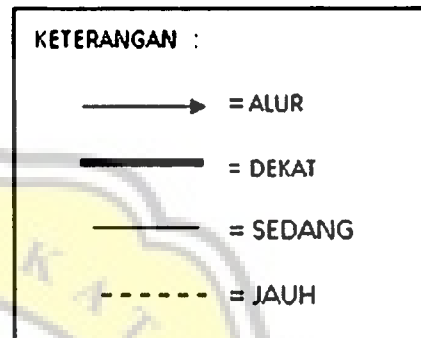 KETERANGAN :
= ALUR
= DEKAT
= SEDANG
= JAUH
K A T